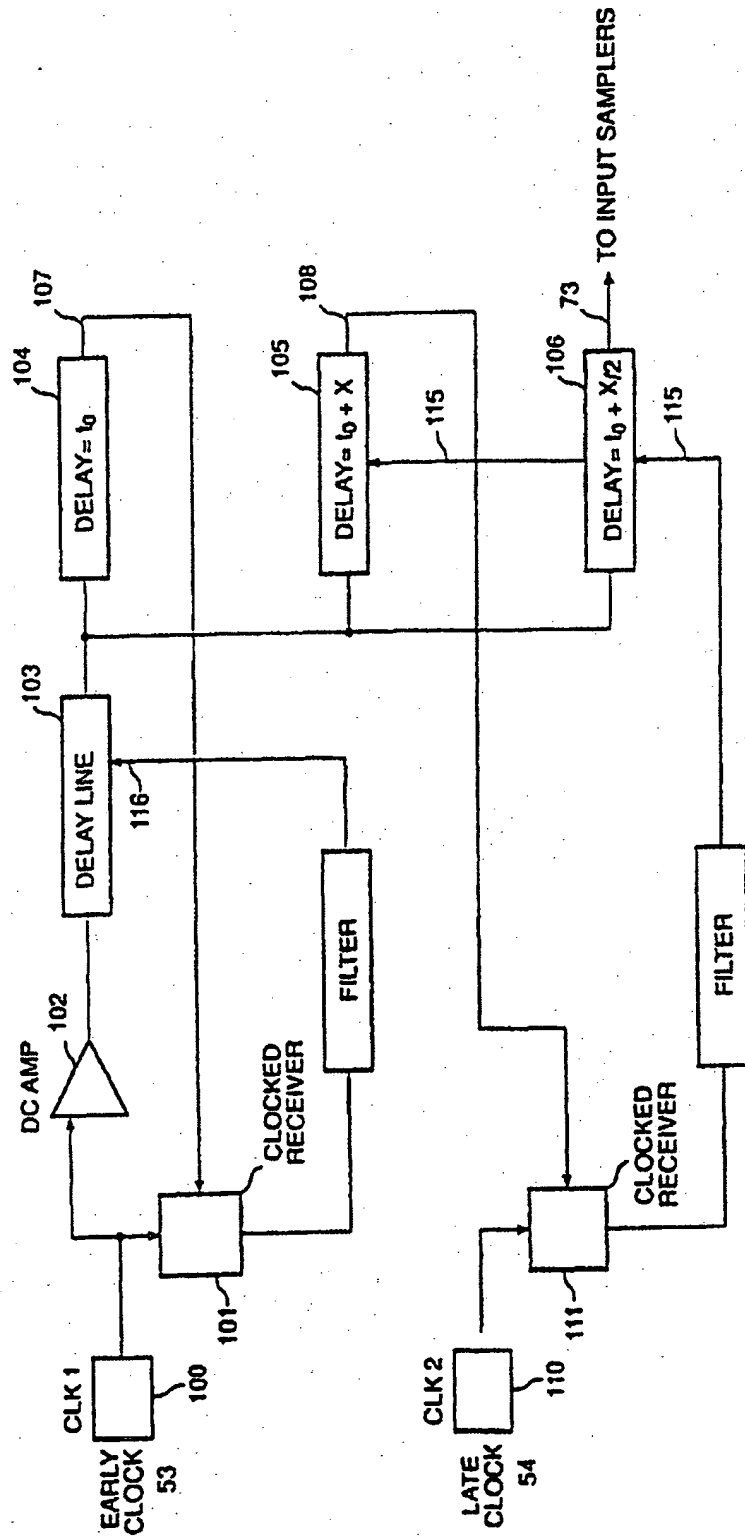 EARLY
CLOCK
53
CLK 1
100
DC AMP
102
DELAY LINE
103
116
DELAY= t₀
104
107
101
CLOCKED
RECEIVER
FILTER
DELAY= t₀ + X
105
108
115
DELAY= t₀ + X/2
106
73
TO INPUT SAMPLERS
115
LATE
CLOCK
54
CLK 2
110
111
CLOCKED
RECEIVER
FILTER